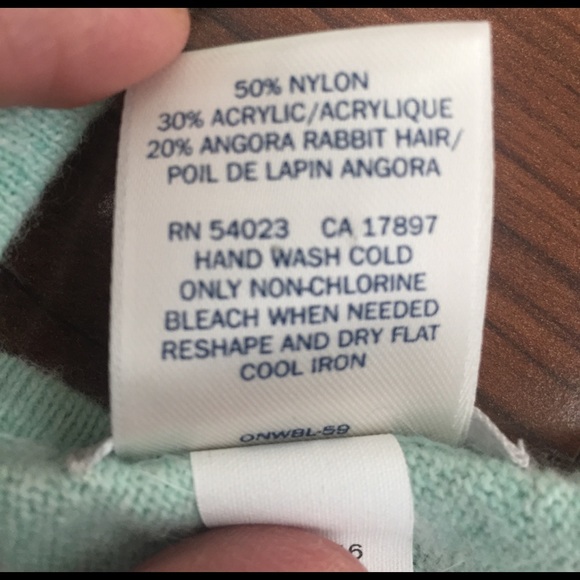 50% NYLON
30% ACRYLIC/ACRYLIQUE
20% ANGORA RABBIT HAIR/
POIL DE LAPIN ANGORA
RN 54023 CA 17897
HAND WASH COLD
ONLY NON-CHLORINE
BLEACH WHEN NEEDED
RESHAPE AND DRY FLAT
COOL IRON
ONWBL-59